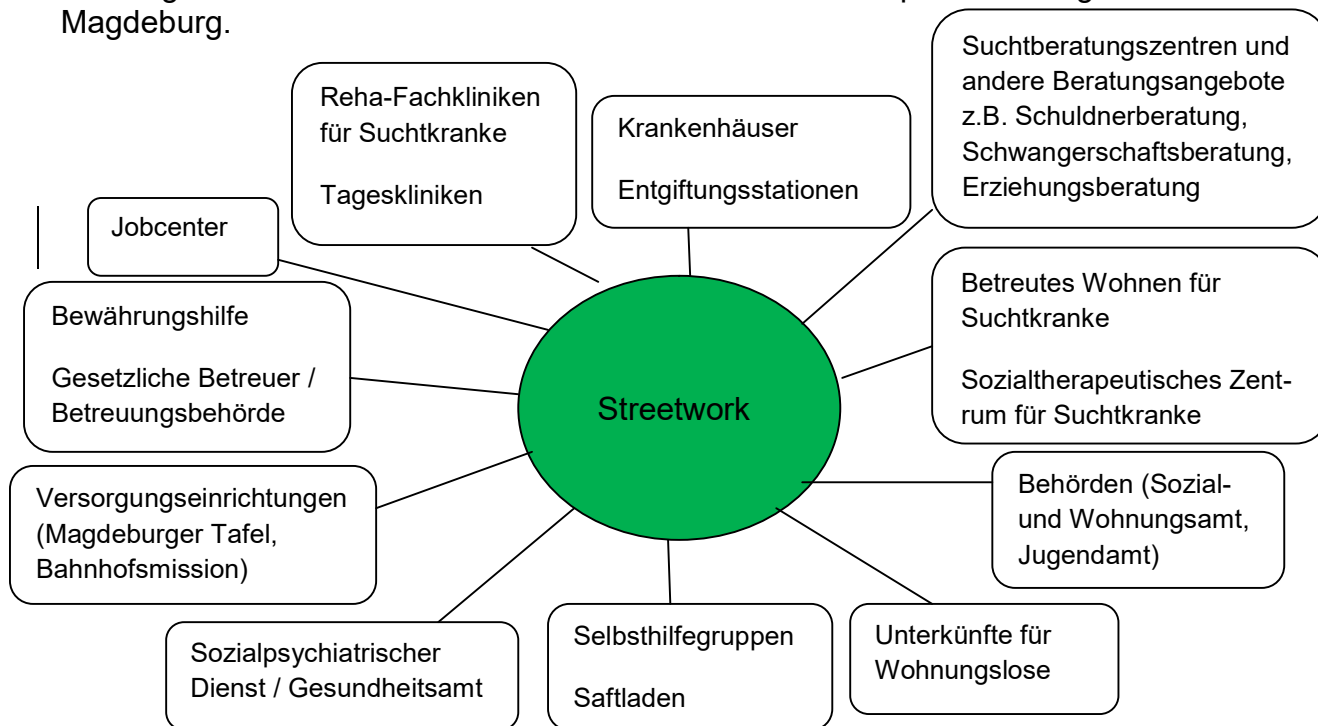 Magdeburg.
Suchtberatungszentren und
andere Beratungsangebote
z.B. Schuldnerberatung,
Schwangerschaftsberatung,
Erziehungsberatung
Reha-Fachkliniken
für Suchtkranke
Tageskliniken
Krankenhäuser
Entgiftungsstationen
Jobcenter
Betreutes Wohnen für
Suchtkranke
Sozialtherapeutisches Zent-
rum für Suchtkranke
Bewährungshilfe
Gesetzliche Betreuer /
Betreuungsbehörde
Streetwork
Versorgungseinrichtungen
(Magdeburger Tafel,
Bahnhofsmission)
Behörden (Sozial-
und Wohnungsamt,
Jugendamt)
Sozialpsychiatrischer
Dienst / Gesundheitsamt
Selbsthilfegruppen
Saftladen
Unterkünfte für
Wohnungslose